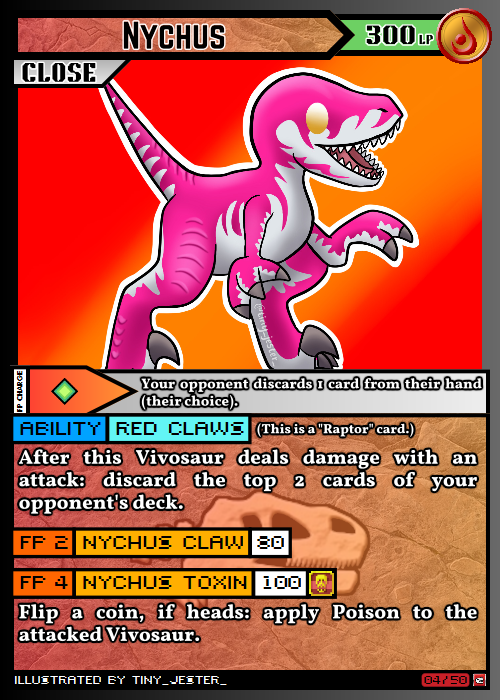 Nychus
300 LP
CLOSE
@tiny_jester_
FP CHARGE
Your opponent discards 1 card from their hand
(their choice).
ABILITY RED CLAWS (This is a "Raptor" card.)
After this Vivosaur deals damage with an
attack: discard the top 2 cards of your
opponent's deck.
FP 2 NYCHUS CLAW 80
FP 4 NYCHUS TOXIN 100
Flip a coin, if heads: apply Poison to the
attacked Vivosaur.
ILLUSTRATED BY TINY_JESTER_
04/50